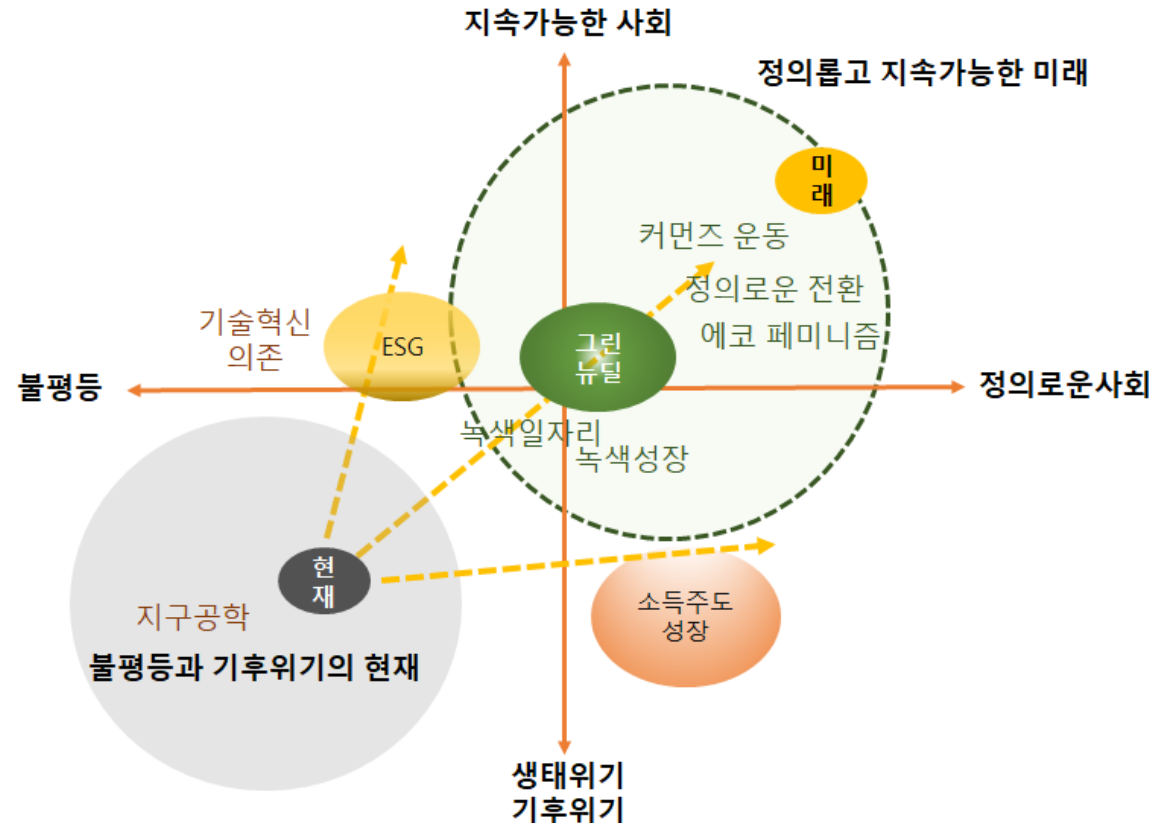 지속가능한 사회
정의롭고 지속가능한 미래
미
래
커먼즈 운동
정의로운 전환
에코 페미니즘
기술혁신
의존
ESG
그린
뉴딜
불평등
정의로운사회
녹색일자리
녹색성장
현
재
지구공학
불평등과 기후위기의 현재
소득주도
성장
생태위기
기후위기